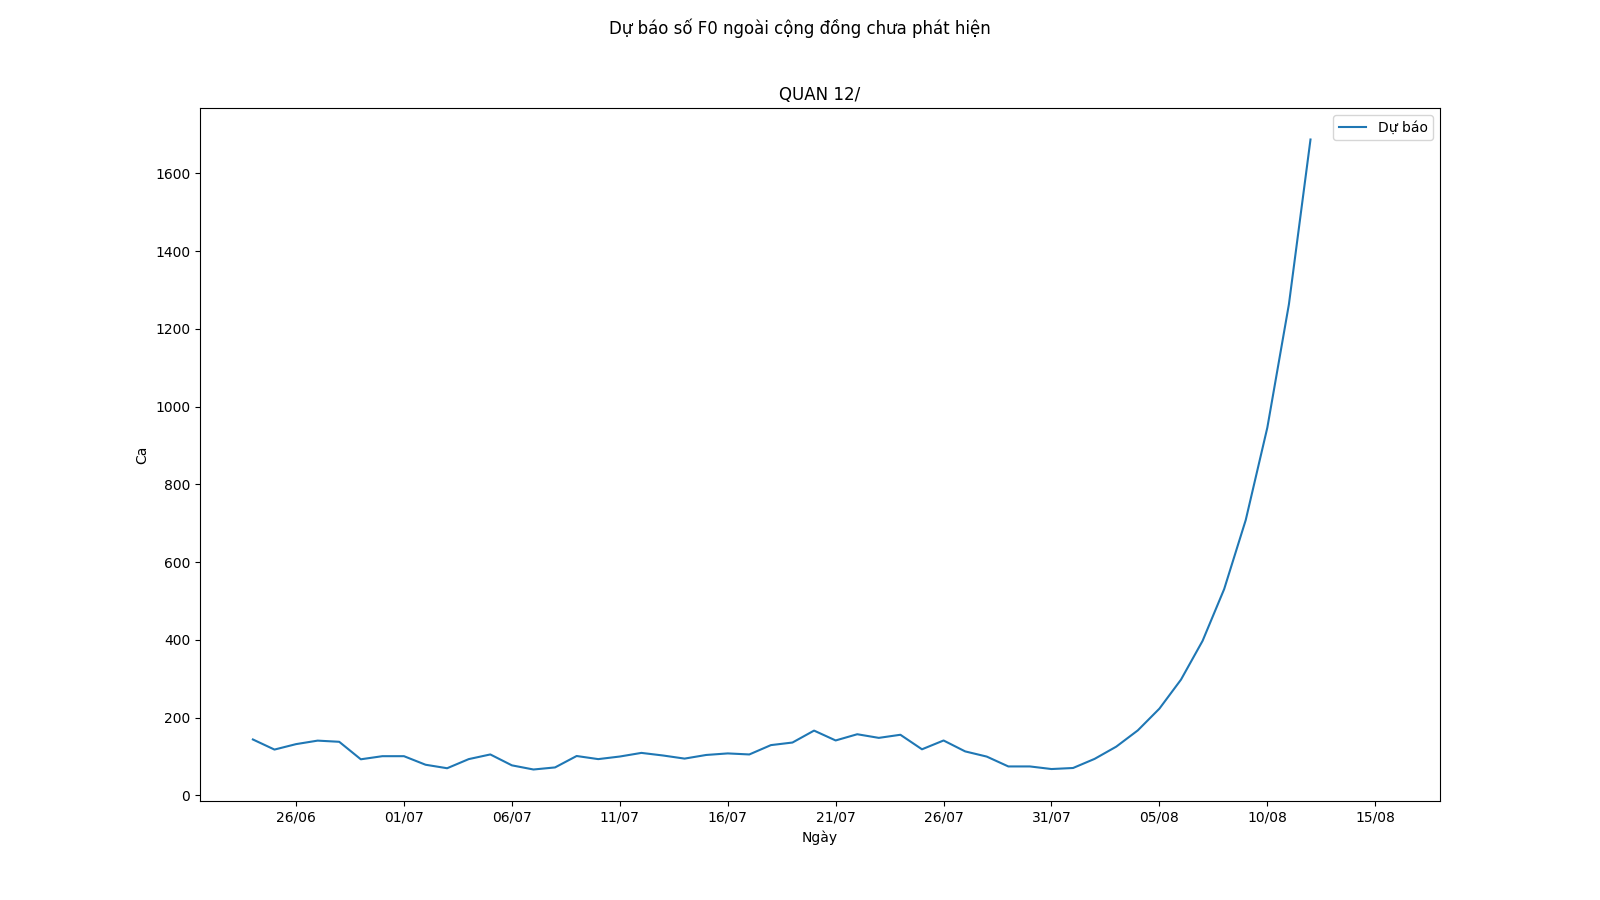 Dự báo số F0 ngoài cộng đồng chưa phát hiện
QUAN 12/
Dự báo
1600
1400
1200
1000
800
600
400
200
0
Ca
26/06 01/07 06/07 11/07 16/07 21/07 26/07 31/07 05/08 10/08 15/08
Ngày